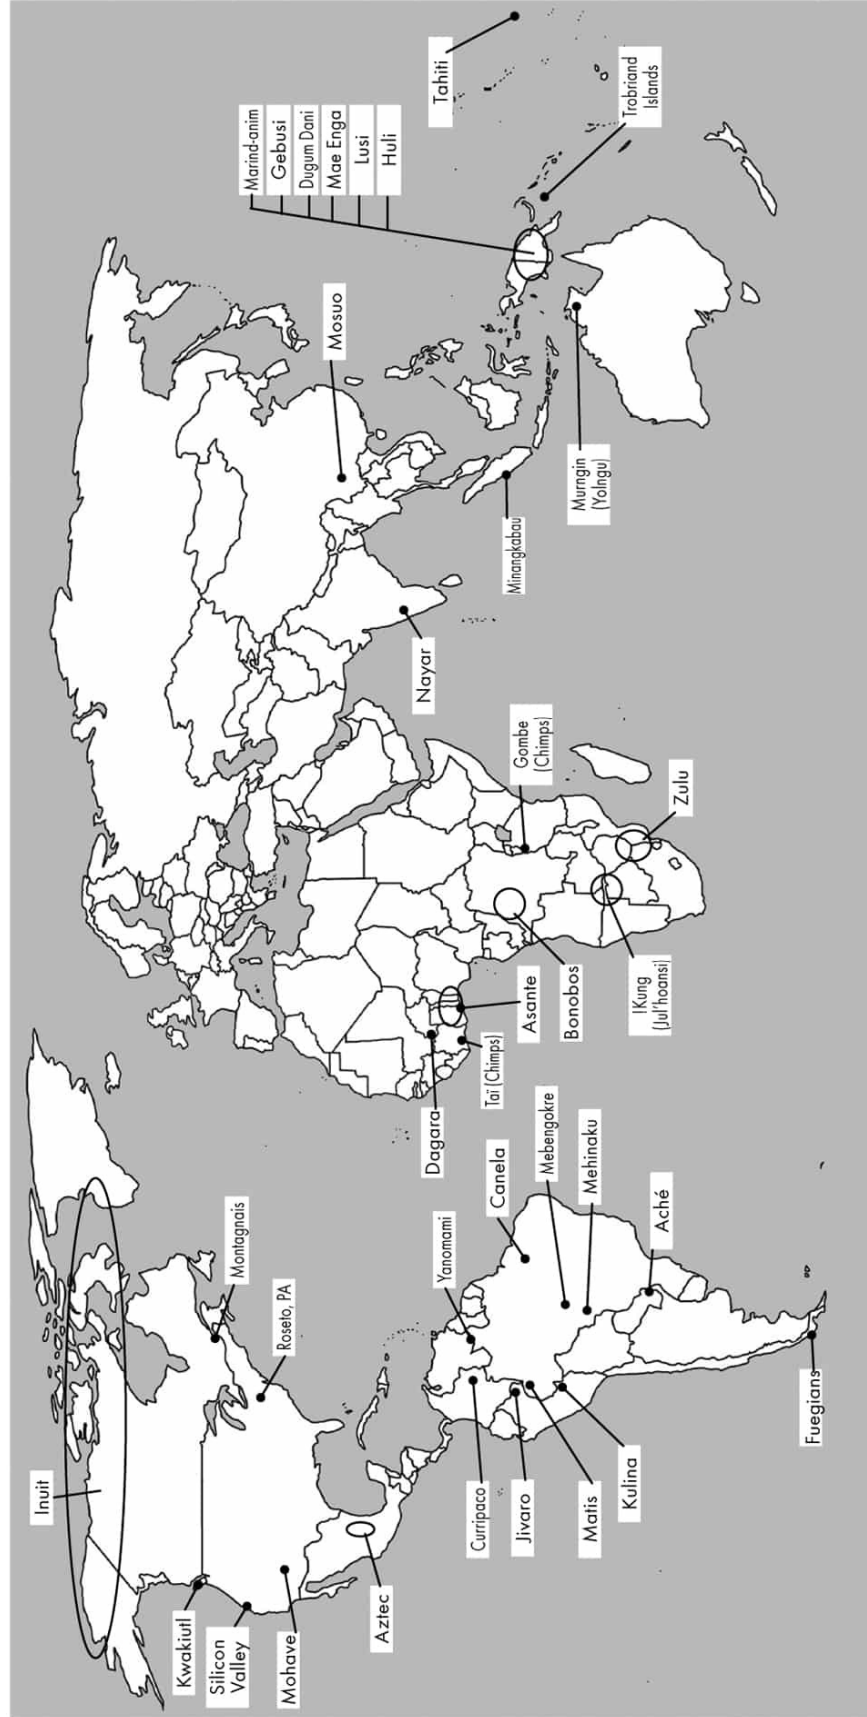 Inuit
Kwakiutl
Silicon
Valley
Mohave
Aztec
Montagnais
Roseto, PA
Curripaco
Jivaro
Matis
Kulina
Fuegians
Yanomami
Canela
Mebengokre
Mehinaku
Aché
Dagara
Taï (Chimps)
Asante
Bonobos
!Kung
(Jul'hoansi)
Gombe
(Chimps)
Zulu
Nayar
Mosuo
Minangkabau
Murngin
(Yolngu)
Marind-anim
Gebusi
Dugum Dani
Mae Enga
Lusi
Huli
Tahiti
Trobriand
Islands